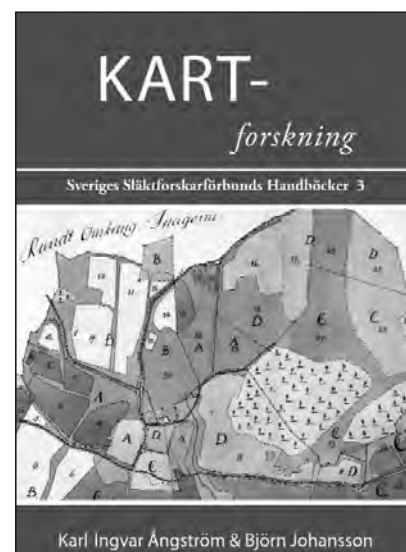 KART-
forskning
Sveriges Släktforskarförbunds Handböcker 3
Karl Ingvar Ångström & Björn Johansson